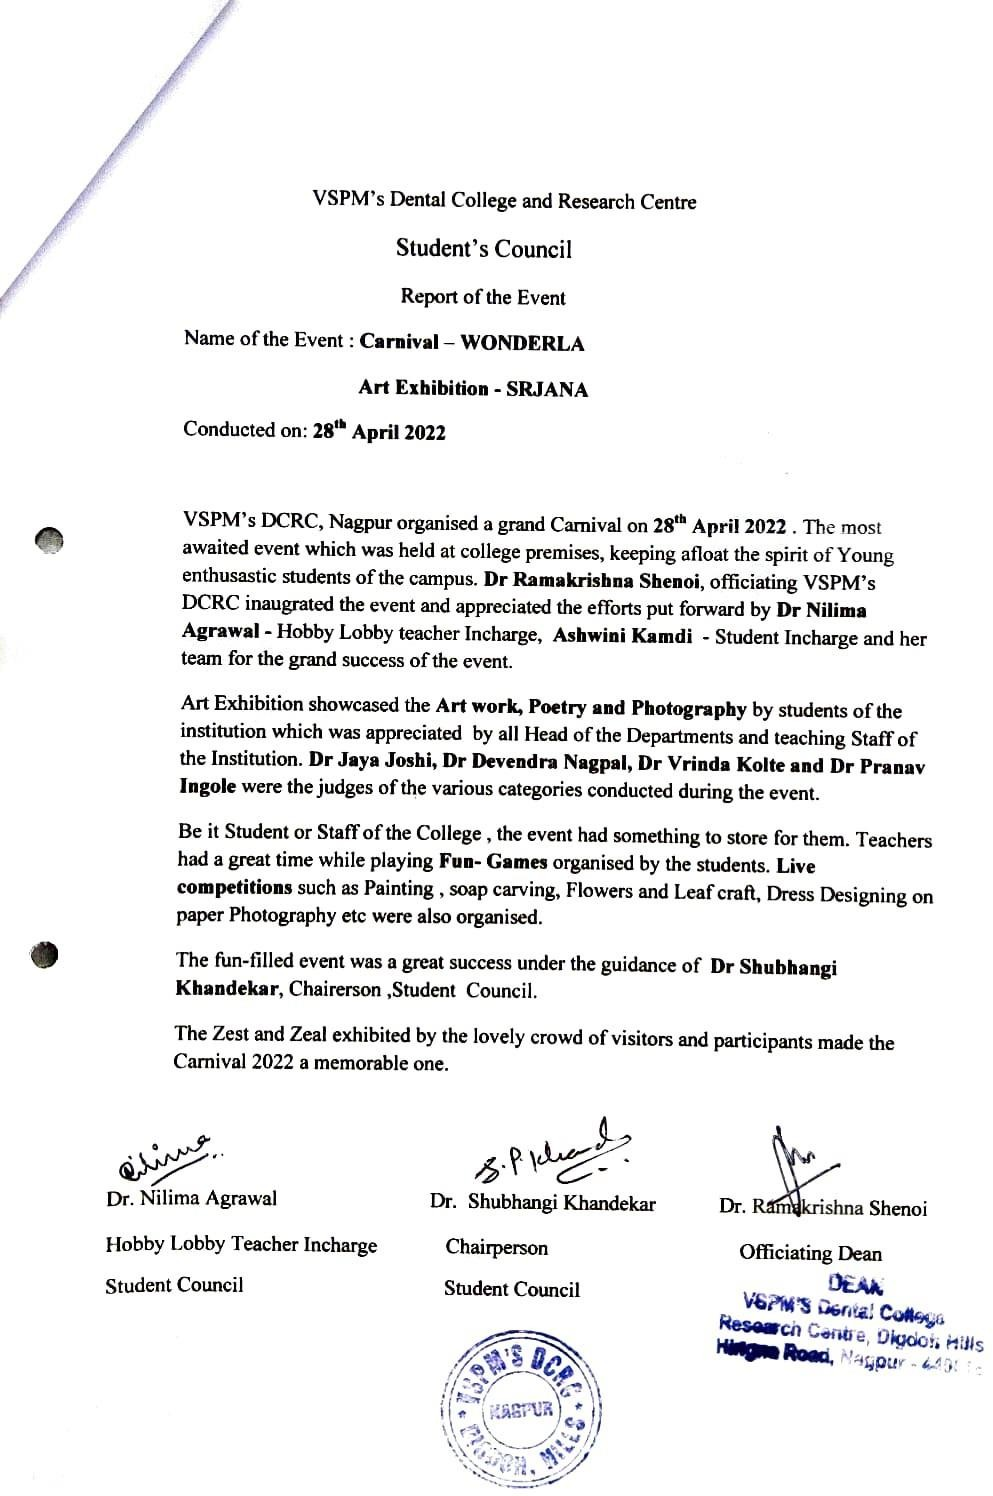 VSPM's Dental College and Research Centre
Student's Council
Report of the Event
Name of the Event : Carnival – WONDERLA
Art Exhibition - SRJANA
Conducted on: 28th April 2022
VSPM's DCRC, Nagpur organised a grand Carnival on 28th April 2022 . The most
awaited event which was held at college premises, keeping afloat the spirit of Young
enthusastic students of the campus. Dr Ramakrishna Shenoi, officiating VSPM's
DCRC inaugrated the event and appreciated the efforts put forward by Dr Nilima
Agrawal - Hobby Lobby teacher Incharge, Ashwini Kamdi - Student Incharge and her
team for the grand success of the event.
Art Exhibition showcased the Art work, Poetry and Photography by students of the
institution which was appreciated by all Head of the Departments and teaching Staff of
the Institution. Dr Jaya Joshi, Dr Devendra Nagpal, Dr Vrinda Kolte and Dr Pranav
Ingole were the judges of the various categories conducted during the event.
Be it Student or Staff of the College , the event had something to store for them. Teachers
had a great time while playing Fun- Games organised by the students. Live
competitions such as Painting , soap carving, Flowers and Leaf craft, Dress Designing on
paper Photography etc were also organised.
The fun-filled event was a great success under the guidance of Dr Shubhangi
Khandekar, Chairerson ,Student Council.
The Zest and Zeal exhibited by the lovely crowd of visitors and participants made the
Carnival 2022 a memorable one.
Nilima S.P. Khand
Dr. Nilima Agrawal Dr. Shubhangi Khandekar Dr. Ramakrishna Shenoi
Hobby Lobby Teacher Incharge Chairperson Officiating Dean
Student Council Student Council
DEAN
VSPM'S Dental College
Research Centre, Digdoh Hills
Hingna Road, Nagpur -
VSPM'S DCRC
NAGPUR
DIGDOH, HILLS